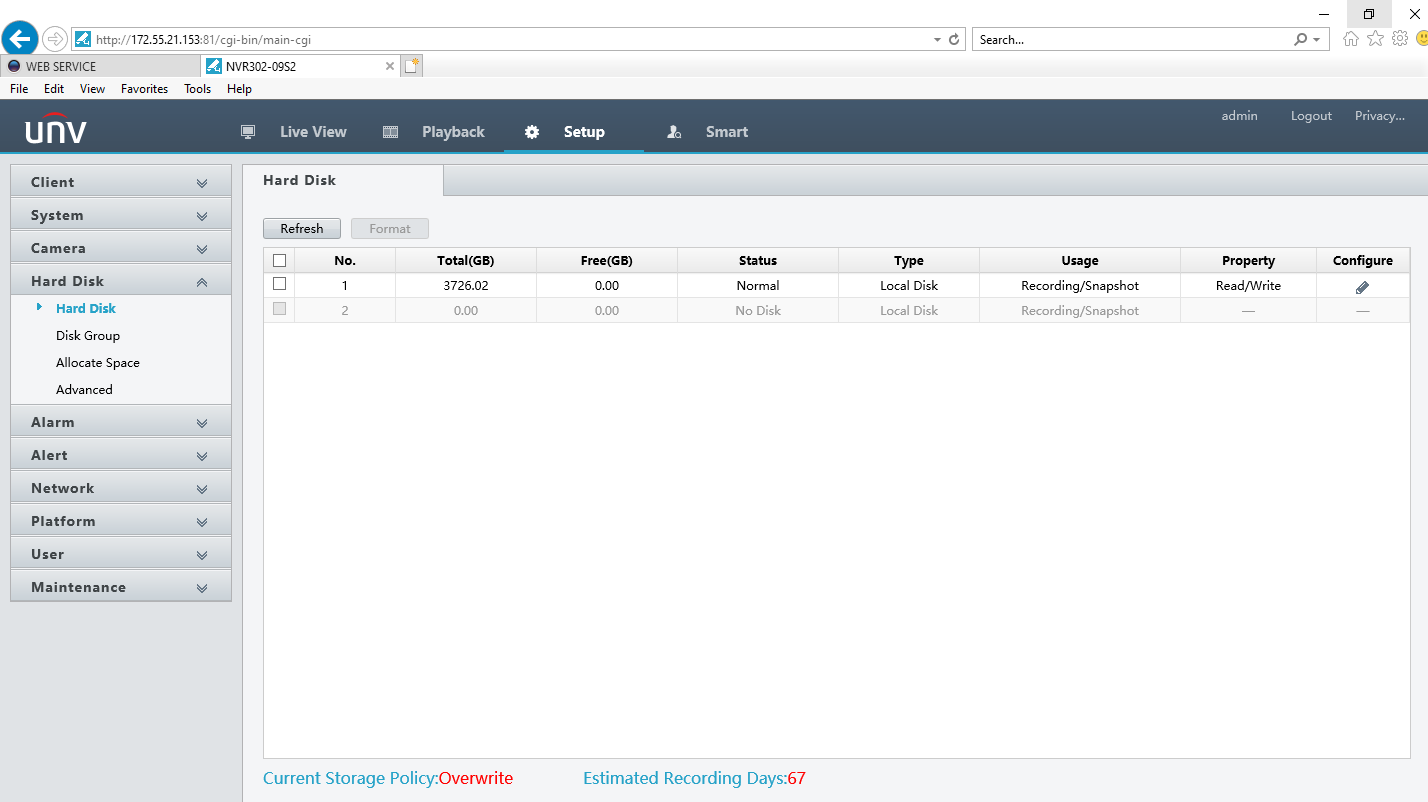 http://172.55.21.153:81/cgi-bin/main-cgi
Search...
WEB SERVICE
NVR302-09S2
File Edit View Favorites Tools Help
admin Logout Privacy...
unv
Live View Playback Setup Smart
Client
System
Camera
Hard Disk
Hard Disk
Disk Group
Allocate Space
Advanced
Alarm
Alert
Network
Platform
User
Maintenance
Hard Disk
Refresh Format
No. Total(GB) Free(GB) Status Type Usage Property Configure
1 3726.02 0.00 Normal Local Disk Recording/Snapshot Read/Write
2 0.00 0.00 No Disk Local Disk Recording/Snapshot — —
Current Storage Policy:Overwrite Estimated Recording Days:67